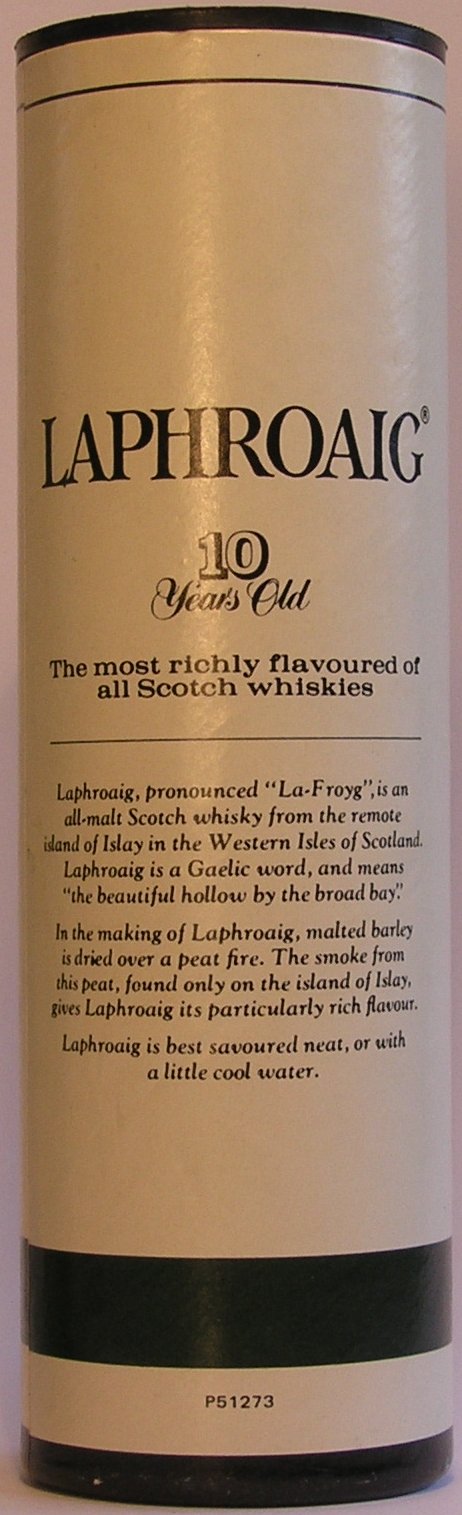 LAPHROAIG®
10
Years Old
The most richly flavoured of
all Scotch whiskies
Laphroaig, pronounced "La-Froyg", is an
all-malt Scotch whisky from the remote
island of Islay in the Western Isles of Scotland.
Laphroaig is a Gaelic word, and means
"the beautiful hollow by the broad bay."
In the making of Laphroaig, malted barley
is dried over a peat fire. The smoke from
this peat, found only on the island of Islay,
gives Laphroaig its particularly rich flavour.
Laphroaig is best savoured neat, or with
a little cool water.
P51273